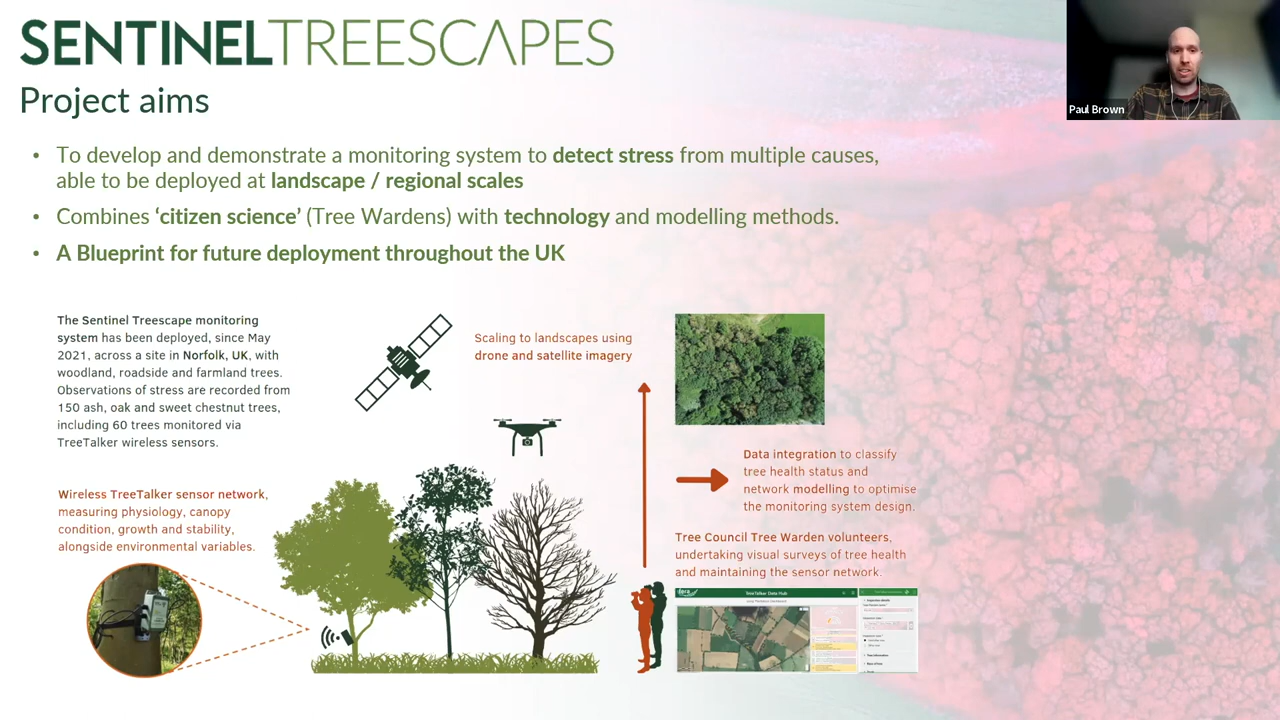 SENTINELTREESCAPES
Paul Brown
Project aims
• To develop and demonstrate a monitoring system to detect stress from multiple causes,
able to be deployed at landscape / regional scales
• Combines ‘citizen science’ (Tree Wardens) with technology and modelling methods.
• A Blueprint for future deployment throughout the UK
The Sentinel Treescape monitoring
system has been deployed, since May
2021, across a site in Norfolk, UK, with
woodland, roadside and farmland trees.
Observations of stress are recorded from
150 ash, oak and sweet chestnut trees,
including 60 trees monitored via
TreeTalker wireless sensors.
Scaling to landscapes using
drone and satellite imagery
Wireless TreeTalker sensor network,
measuring physiology, canopy
condition, growth and stability,
alongside environmental variables.
Data integration to classify
tree health status and
network modelling to optimise
the monitoring system design.
Tree Council Tree Warden volunteers,
undertaking visual surveys of tree health
and maintaining the sensor network.
fera
TreeTalker Data Hub